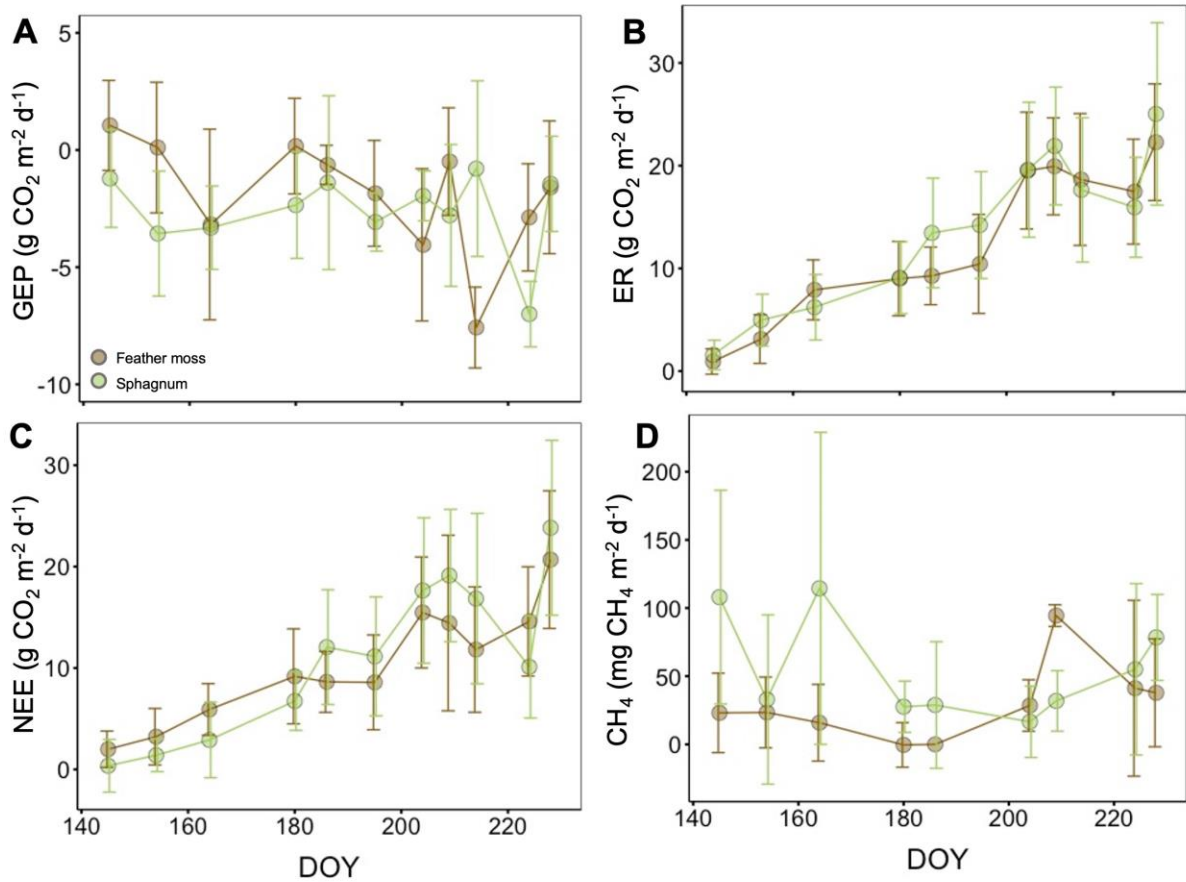 A
GEP (g CO2 m-2 d-1)
5
0
-5
-10
Feather moss
Sphagnum
B
ER (g CO2 m-2 d-1)
30
20
10
0
C
NEE (g CO2 m-2 d-1)
30
20
10
0
140 160 180 200 220
DOY
D
CH4 (mg CH4 m-2 d-1)
200
150
100
50
0
140 160 180 200 220
DOY